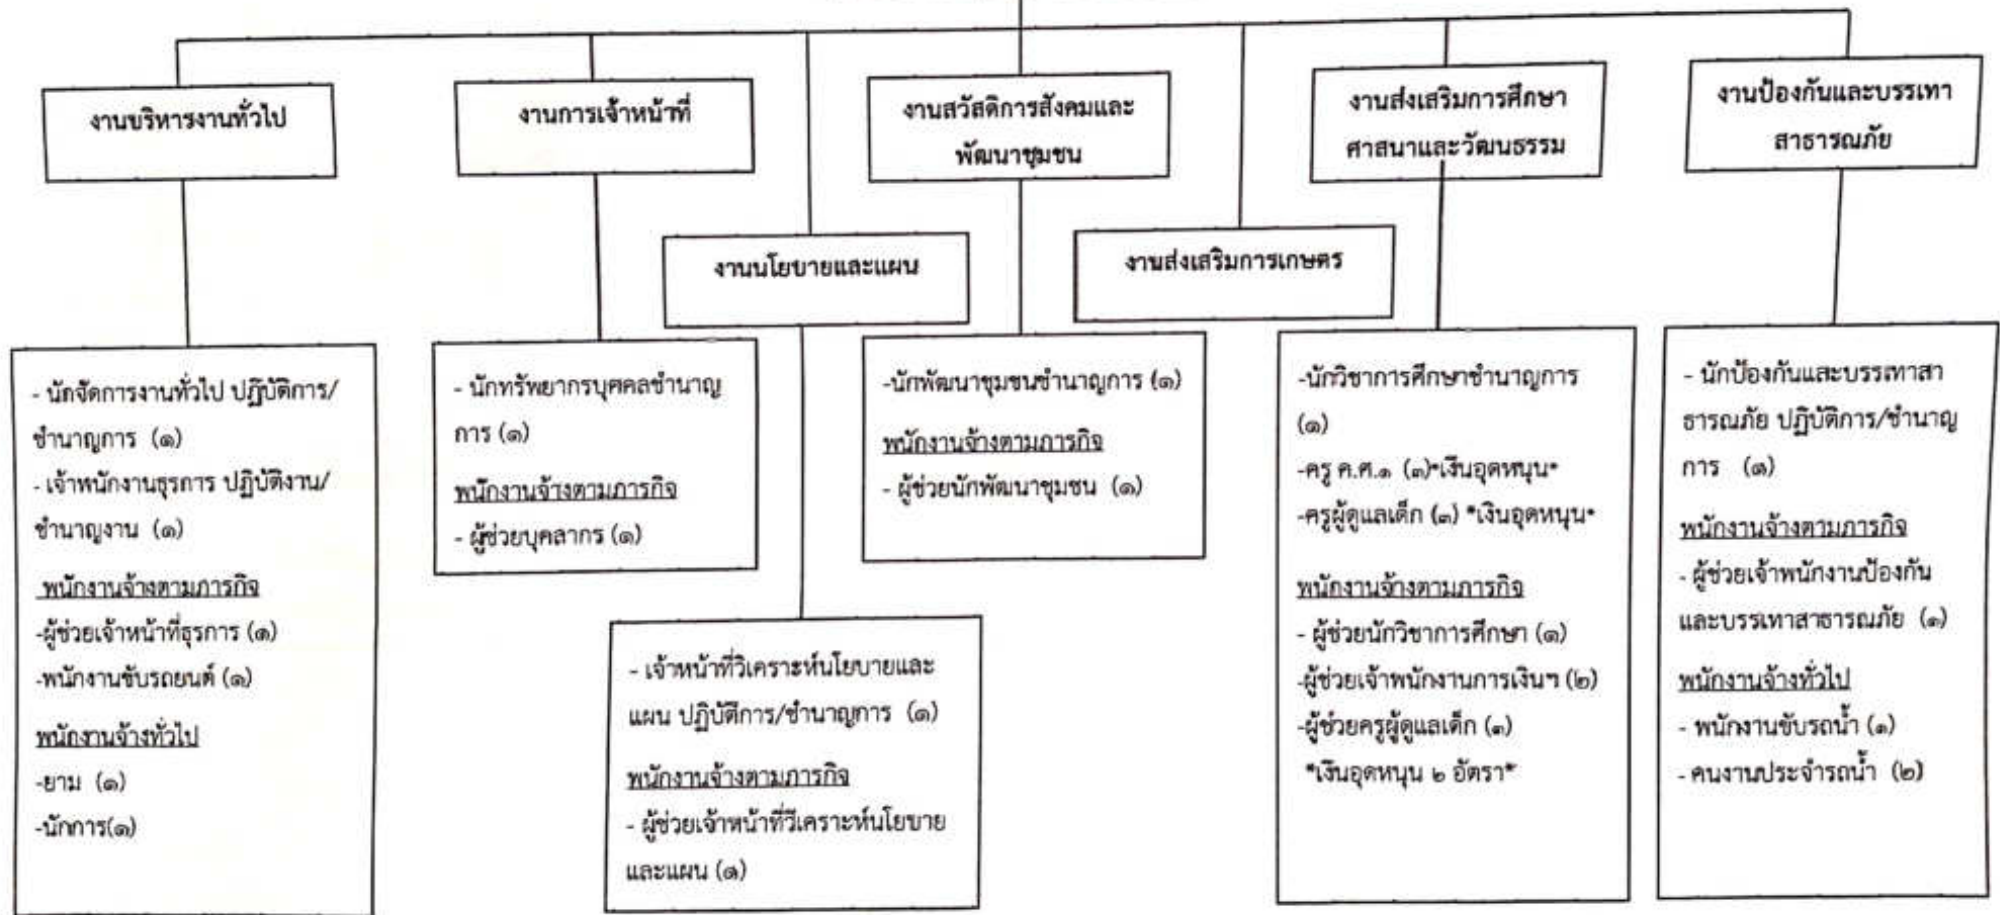 งานบริหารงานทั่วไป
งานการเจ้าหน้าที่
งานสวัสดิการสังคมและ
พัฒนาชุมชน
งานส่งเสริมการศึกษา
ศาสนาและวัฒนธรรม
งานป้องกันและบรรเทา
สาธารณภัย
งานนโยบายและแผน
งานส่งเสริมการเกษตร
- นักจัดการงานทั่วไป ปฏิบัติการ/
ชำนาญการ (๑)
- เจ้าพนักงานธุรการ ปฏิบัติงาน/
ชำนาญงาน (๑)
พนักงานจ้างตามภารกิจ
-ผู้ช่วยเจ้าหน้าที่ธุรการ (๑)
-พนักงานขับรถยนต์ (๑)
พนักงานจ้างทั่วไป
-ยาม (๑)
-นักการ(๑)
- นักทรัพยากรบุคคลชำนาญ
การ (๑)
พนักงานจ้างตามภารกิจ
- ผู้ช่วยบุคลากร (๑)
- เจ้าหน้าที่วิเคราะห์นโยบายและ
แผน ปฏิบัติการ/ชำนาญการ (๑)
พนักงานจ้างตามภารกิจ
- ผู้ช่วยเจ้าหน้าที่วิเคราะห์นโยบาย
และแผน (๑)
-นักพัฒนาชุมชนชำนาญการ (๑)
พนักงานจ้างตามภารกิจ
- ผู้ช่วยนักพัฒนาชุมชน (๑)
-นักวิชาการศึกษาชำนาญการ
(๑)
-ครู ค.ศ.๑ (๓)*เงินอุดหนุน*
-ครูผู้ดูแลเด็ก (๓) *เงินอุดหนุน*
พนักงานจ้างตามภารกิจ
- ผู้ช่วยนักวิชาการศึกษา (๑)
-ผู้ช่วยเจ้าพนักงานการเงินฯ (๒)
-ผู้ช่วยครูผู้ดูแลเด็ก (๓)
*เงินอุดหนุน ๒ อัตรา*
- นักป้องกันและบรรเทาสา
ธารณภัย ปฏิบัติการ/ชำนาญ
การ (๑)
พนักงานจ้างตามภารกิจ
- ผู้ช่วยเจ้าพนักงานป้องกัน
และบรรเทาสาธารณภัย (๑)
พนักงานจ้างทั่วไป
- พนักงานขับรถน้ำ (๑)
- คนงานประจำรถน้ำ (๒)